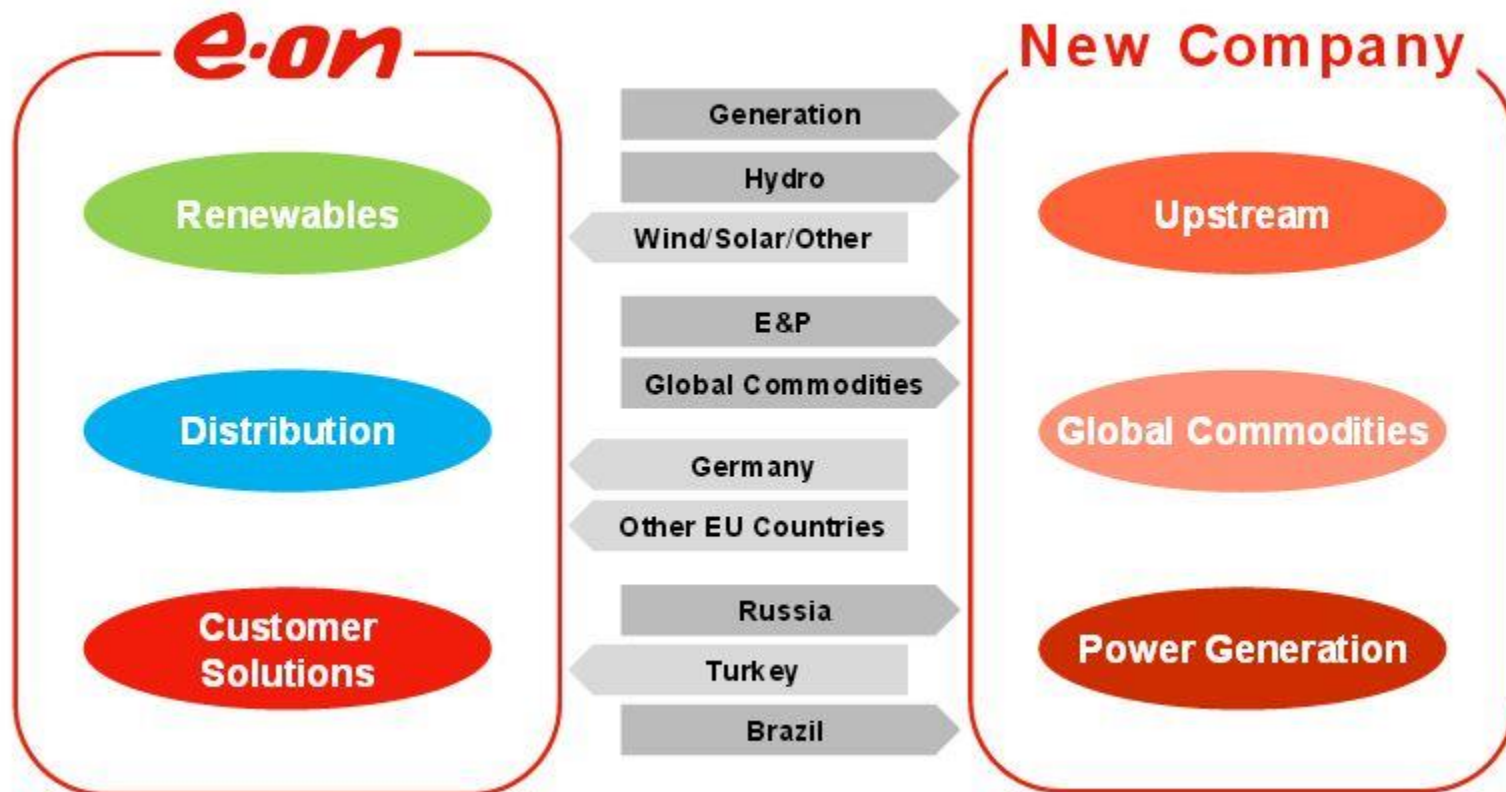 e·on
Renewables
Distribution
Customer
Solutions
Generation
Hydro
Wind/Solar/Other
E&P
Global Commodities
Germany
Other EU Countries
Russia
Turkey
Brazil
New Company
Upstream
Global Commodities
Power Generation